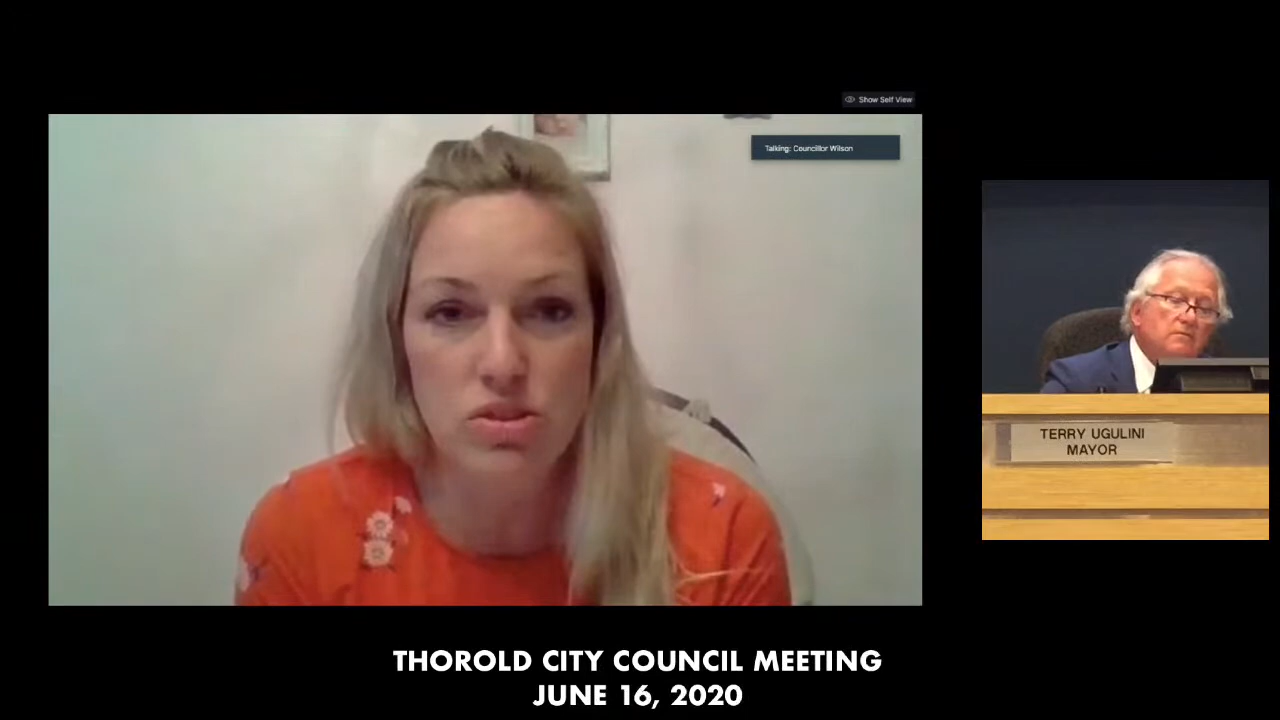 Show Self View
Talking: Councillor Wilson
TERRY UGULINI
MAYOR
THOROLD CITY COUNCIL MEETING
JUNE 16, 2020